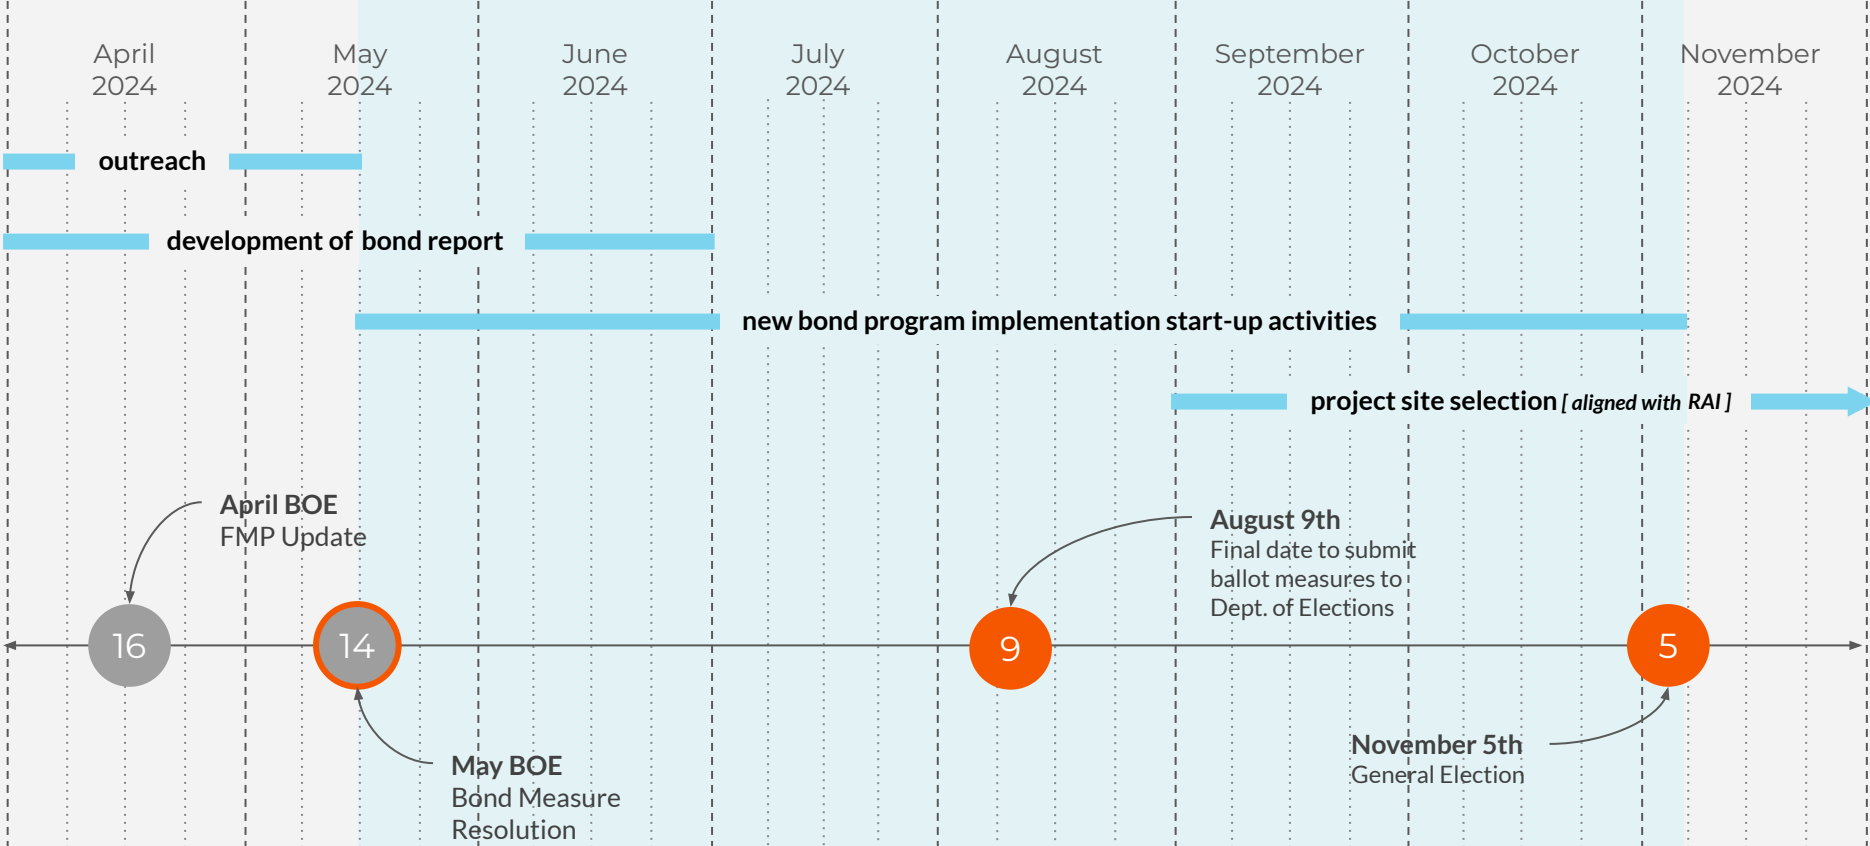 April
2024
May
2024
June
2024
July
2024
August
2024
September
2024
October
2024
November
2024
outreach
development of bond report
new bond program implementation start-up activities
project site selection [ aligned with RAI ]
April BOE
FMP Update
August 9th
Final date to submit
ballot measures to
Dept. of Elections
16
14
9
5
May BOE
Bond Measure
Resolution
November 5th
General Election